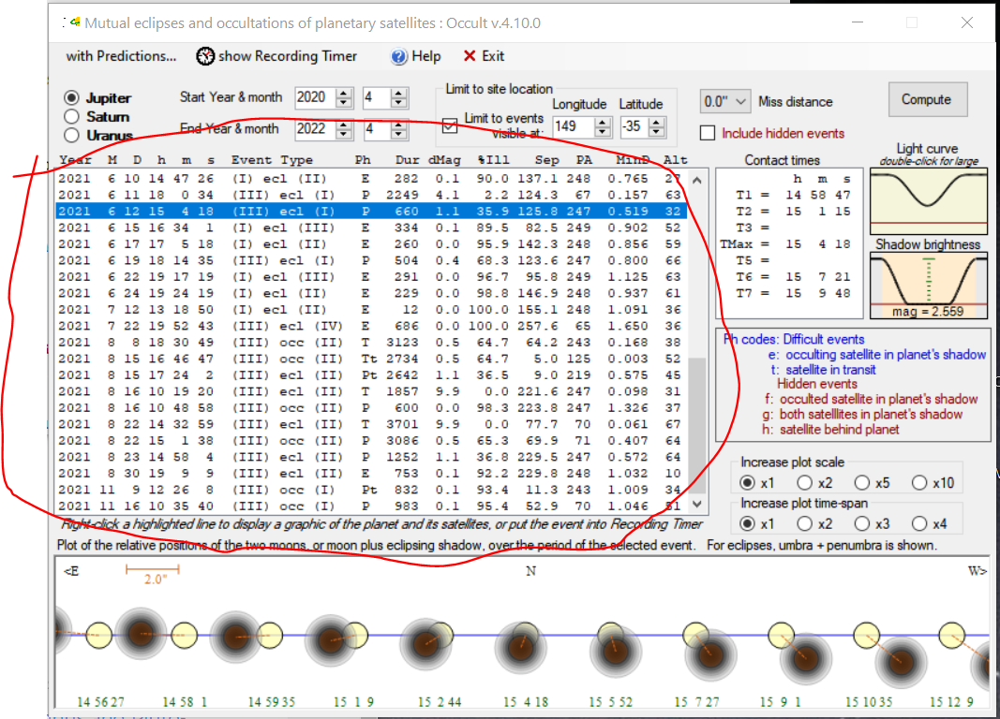 Mutual eclipses and occultations of planetary satellites : Occult v.4.10.0
with Predictions... show Recording Timer Help Exit
Jupiter
Saturn
Uranus
Start Year & month 2020 4
End Year & month 2022 4
Limit to site location
Longitude Latitude
Limit to events visible at: 149 -35
0.0" Miss distance
Compute
Include hidden events
Year M D h m s Event Type Ph Dur dMag %Ill Sep PA MinD Alt
2021 6 10 14 47 26 (I) ecl (II) E 282 0.1 90.0 137.1 248 0.765 27
2021 6 11 18 0 34 (III) ecl (I) P 2249 4.1 2.2 124.3 67 0.157 63
2021 6 12 15 4 18 (III) ecl (I) P 660 1.1 35.9 125.8 247 0.519 32
2021 6 15 16 34 1 (I) ecl (III) E 334 0.1 89.5 82.5 249 0.902 52
2021 6 17 17 5 18 (I) ecl (II) E 260 0.0 95.9 142.3 248 0.856 59
2021 6 19 18 14 35 (III) ecl (I) P 504 0.4 68.3 123.6 247 0.800 66
2021 6 22 19 17 19 (I) ecl (III) E 291 0.0 96.7 95.8 249 1.125 63
2021 6 24 19 24 19 (I) ecl (II) E 229 0.0 98.8 146.9 248 0.937 61
2021 7 12 13 18 50 (I) ecl (II) E 12 0.0 100.0 155.1 248 1.091 36
2021 7 22 19 52 43 (III) ecl (IV) E 686 0.0 100.0 257.6 65 1.650 36
2021 8 8 18 30 49 (III) occ (II) T 3123 0.5 64.7 64.2 243 0.168 38
2021 8 15 16 46 47 (III) occ (II) Tt 2734 0.5 64.7 5.0 125 0.003 52
2021 8 15 17 24 2 (III) ecl (II) Pt 2642 1.1 36.5 9.0 219 0.575 45
2021 8 16 10 19 20 (III) ecl (II) T 1857 9.9 0.0 221.6 247 0.098 31
2021 8 16 10 48 58 (III) occ (II) P 600 0.0 98.3 223.8 247 1.326 37
2021 8 22 14 32 59 (III) ecl (II) T 3701 9.9 0.0 77.7 70 0.061 67
2021 8 22 15 1 38 (III) occ (II) P 3086 0.5 65.3 69.9 71 0.407 64
2021 8 23 14 58 4 (III) ecl (II) P 1252 1.1 36.8 229.5 247 0.572 64
2021 8 30 19 9 9 (III) ecl (II) E 753 0.1 92.2 229.8 248 1.032 10
2021 11 9 12 26 8 (III) occ (I) Pt 832 0.1 93.4 11.3 243 1.009 34
2021 11 16 10 35 40 (III) occ (I) P 983 0.1 95.4 52.9 70 1.046 51
Right-click a highlighted line to display a graphic of the planet and its satellites, or put the event into Recording Timer
Contact times
h m s
T1 = 14 58 47
T2 = 15 1 15
T3 =
TMax = 15 4 18
T5 =
T6 = 15 7 21
T7 = 15 9 48
Light curve
double-click for large
Shadow brightness
mag = 2.559
Ph codes: Difficult events
e: occulting satellite in planet's shadow
t: satellite in transit
Hidden events
f: occulted satellite in planet's shadow
g: both satelllites in planet's shadow
h: satellite behind planet
Increase plot scale
x1 x2 x5 x10
Increase plot time-span
x1 x2 x3 x4
Plot of the relative positions of the two moons, or moon plus eclipsing shadow, over the period of the selected event. For eclipses, umbra + penumbra is shown.
<E 2.0" N W>
14 56 27 14 58 1 14 59 35 15 1 9 15 2 44 15 4 18 15 5 52 15 7 27 15 9 1 15 10 35 15 12 9